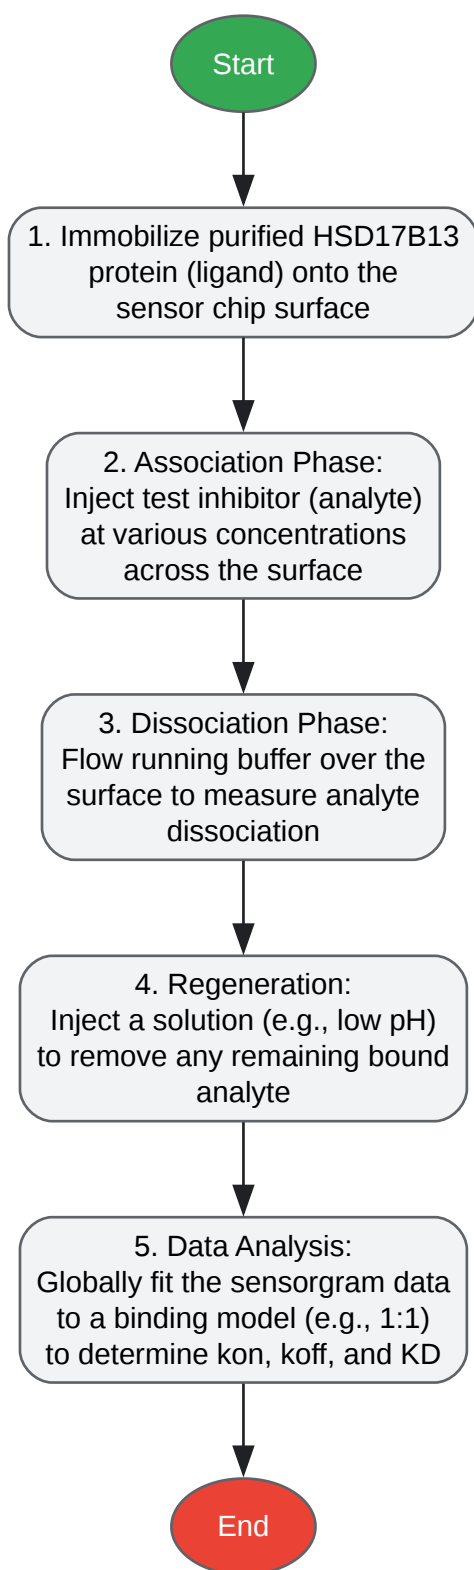 Start
1. Immobilize purified HSD17B13
protein (ligand) onto the
sensor chip surface
2. Association Phase:
Inject test inhibitor (analyte)
at various concentrations
across the surface
3. Dissociation Phase:
Flow running buffer over the
surface to measure analyte
dissociation
4. Regeneration:
Inject a solution (e.g., low pH)
to remove any remaining bound
analyte
5. Data Analysis:
Globally fit the sensorgram data
to a binding model (e.g., 1:1)
to determine kon, koff, and KD
End